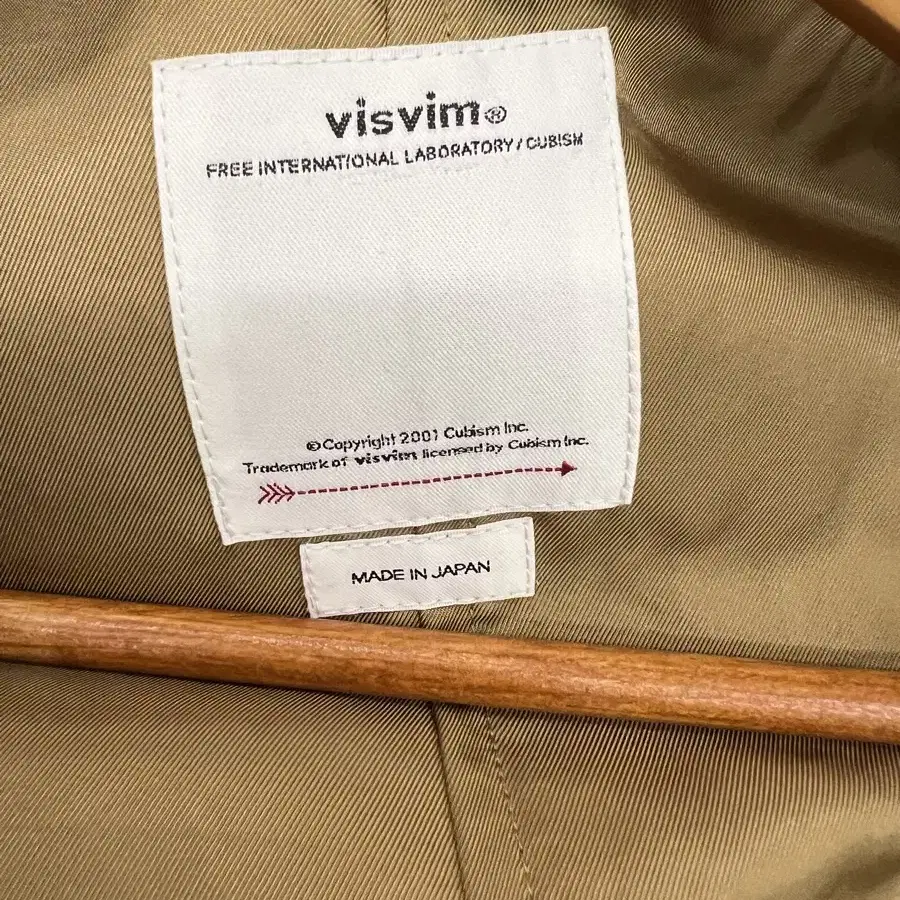 visvim®
FREE INTERNATIONAL LABORATORY / CUBISM
©Copyright 2001 Cubism Inc.
Trademark of visvim licensed by Cubism Inc.
MADE IN JAPAN